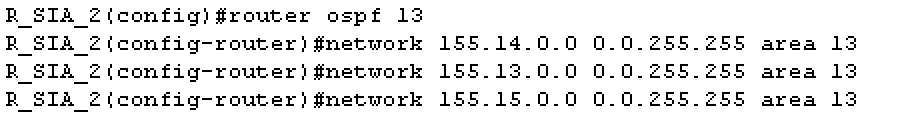 R_SIA_2(config)#router ospf 13
R_SIA_2(config-router)#network 155.14.0.0 0.0.255.255 area 13
R_SIA_2(config-router)#network 155.13.0.0 0.0.255.255 area 13
R_SIA_2(config-router)#network 155.15.0.0 0.0.255.255 area 13